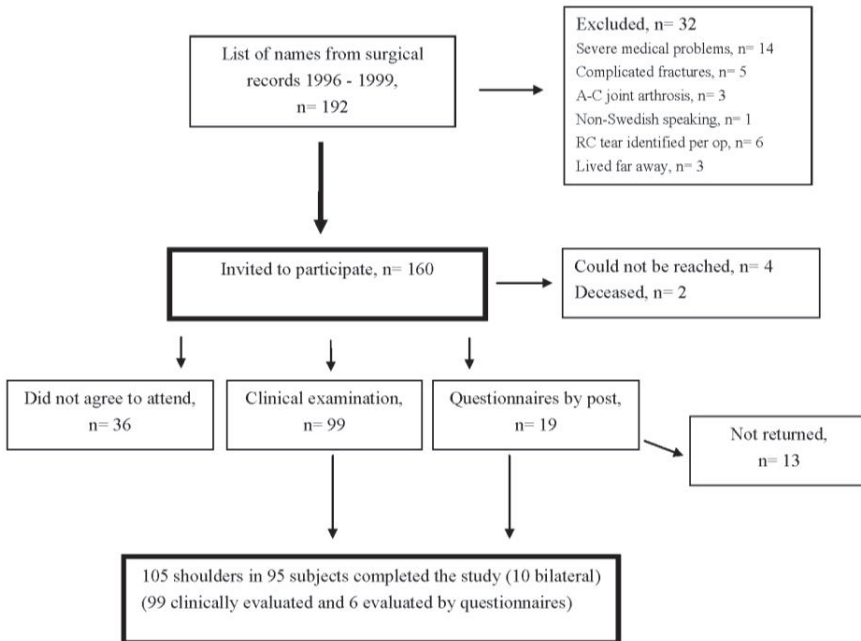 List of names from surgical
records 1996 - 1999,
n= 192
Excluded, n= 32
Severe medical problems, n= 14
Complicated fractures, n= 5
A-C joint arthrosis, n= 3
Non-Swedish speaking, n= 1
RC tear identified per op, n= 6
Lived far away, n= 3
Invited to participate, n= 160
Could not be reached, n= 4
Deceased, n= 2
Did not agree to attend,
n= 36
Clinical examination,
n= 99
Questionnaires by post,
n= 19
Not returned,
n= 13
105 shoulders in 95 subjects completed the study (10 bilateral)
(99 clinically evaluated and 6 evaluated by questionnaires)